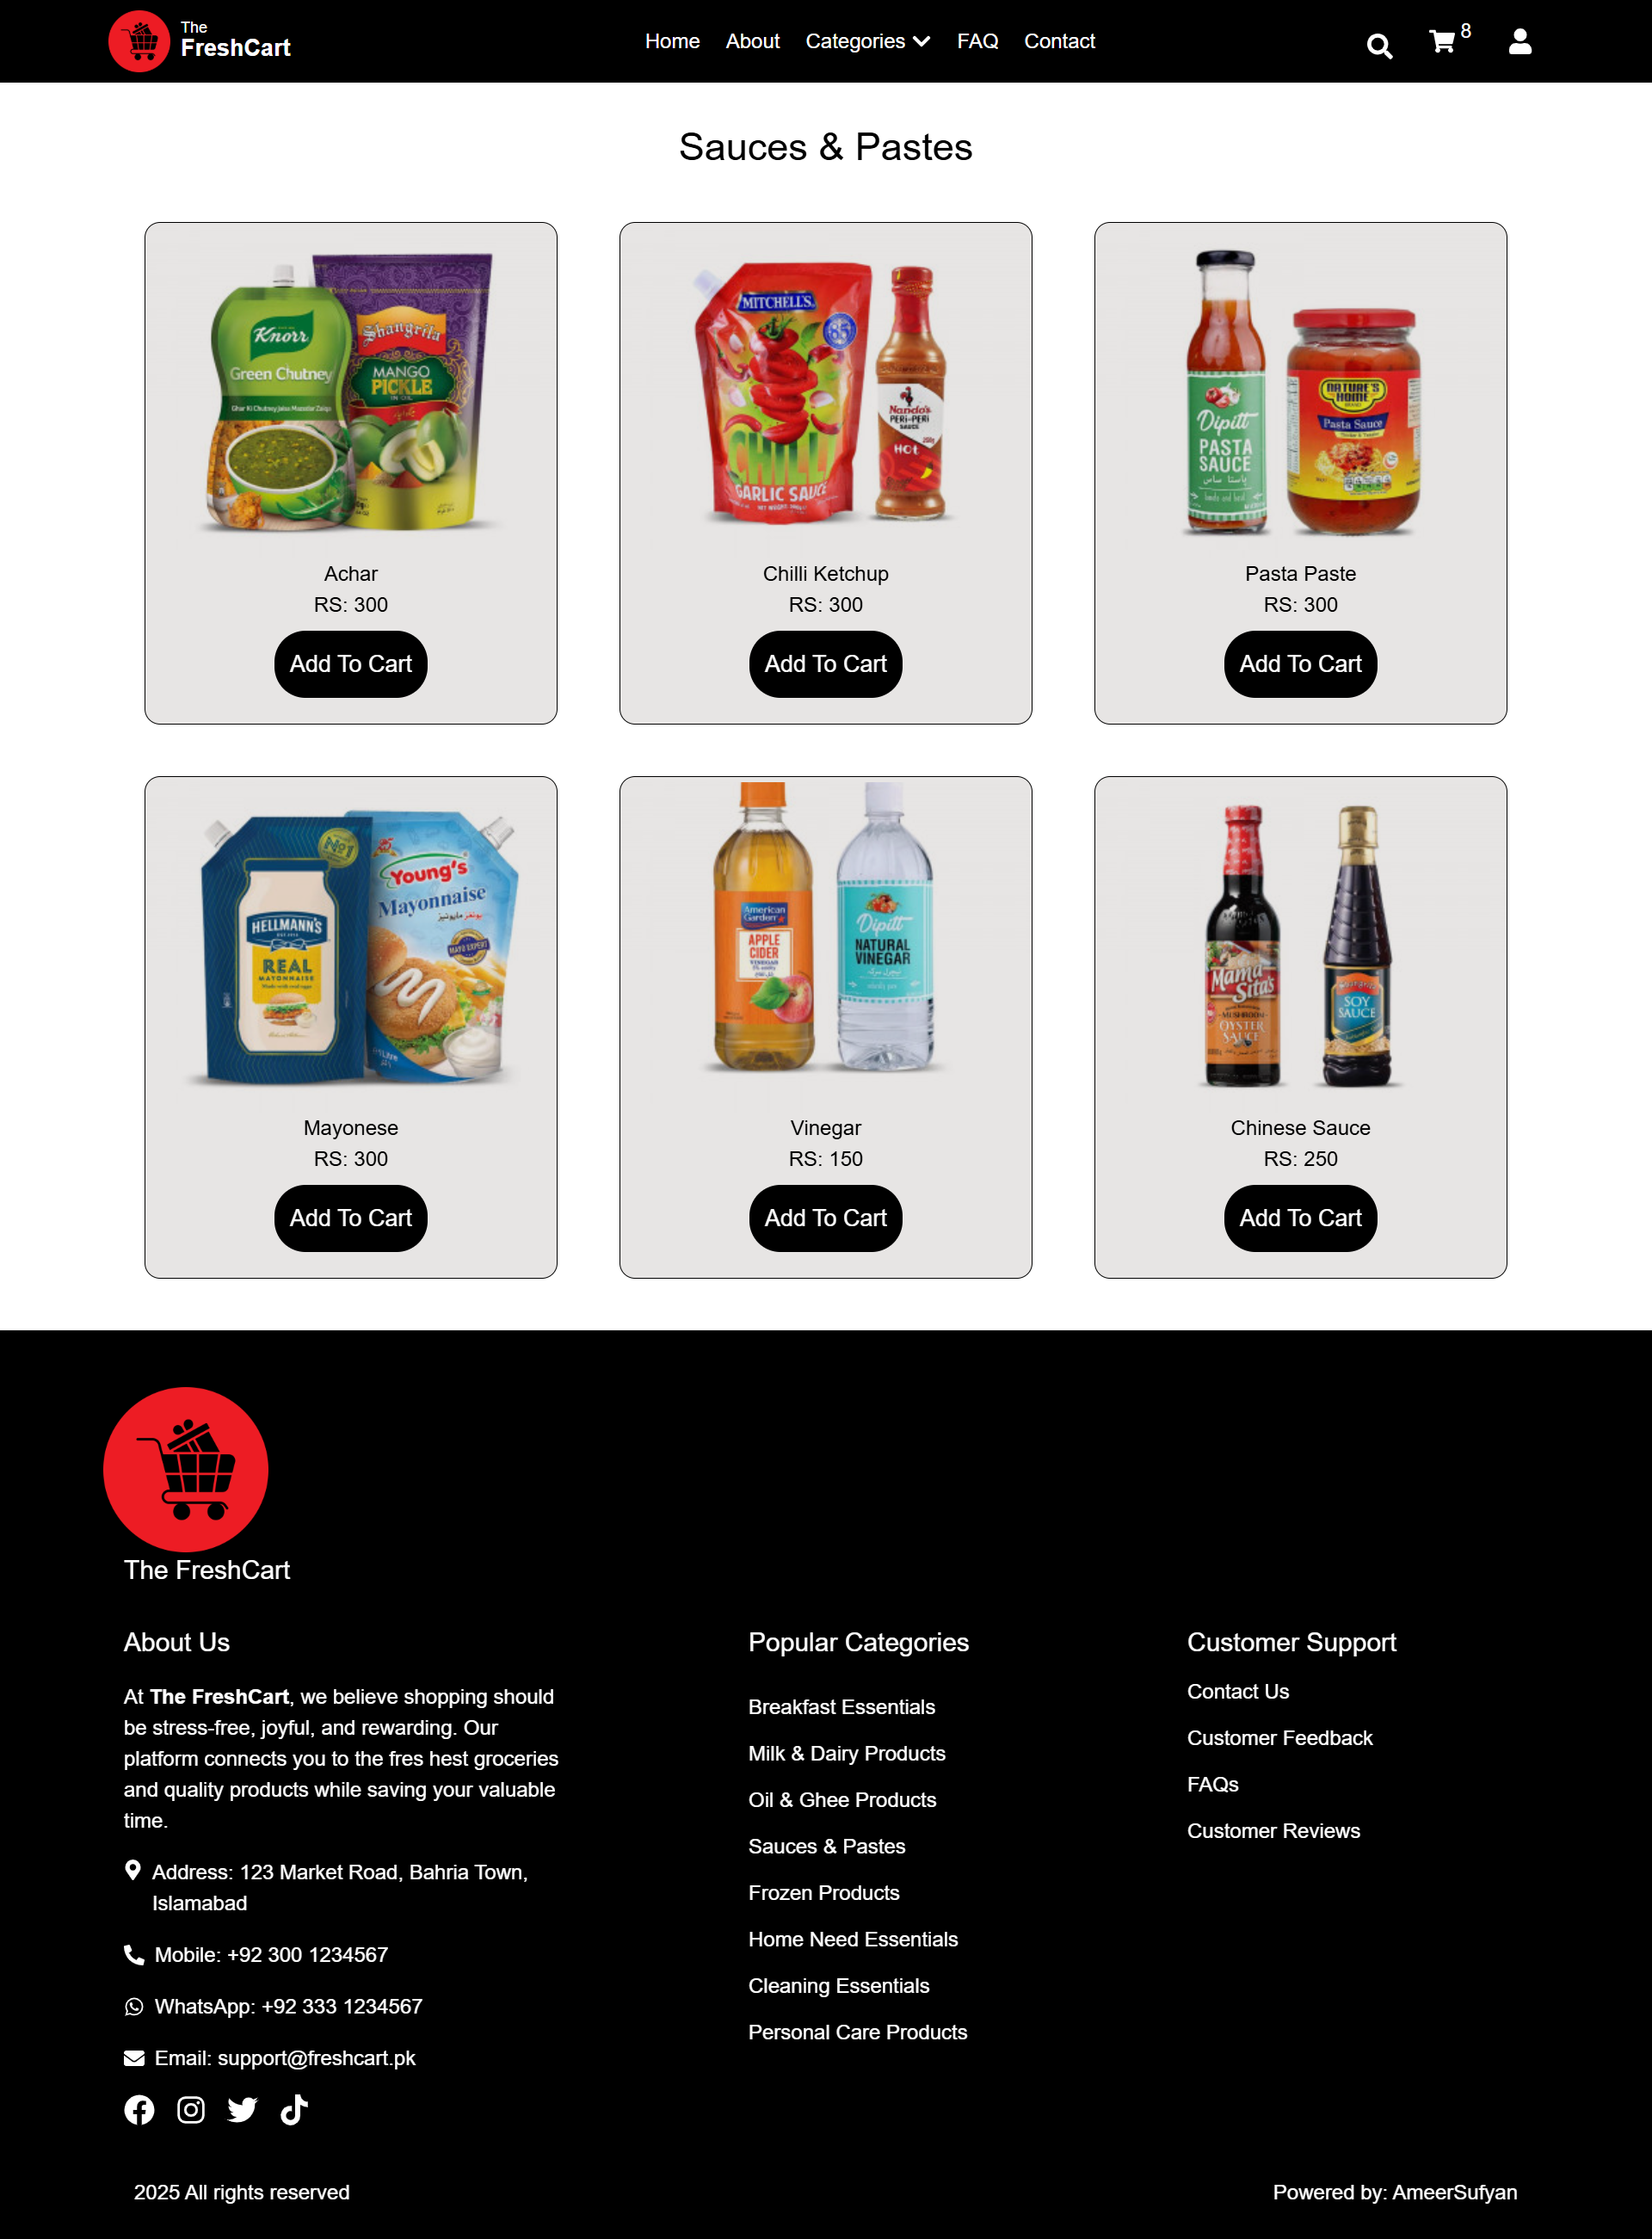 The
FreshCart
Home
About
Categories
FAQ
Contact
8
Sauces & Pastes
Knorr
Green Chutney
Shangrila
MANGO
PICKLE
IN OIL
Achar
RS: 300
Add To Cart
MITCHELL'S
85
CHILLI
GARLIC SAUCE
Nando's
PERi-PERi
SAUCE
HOt
Chilli Ketchup
RS: 300
Add To Cart
Dipitt
PASTA
SAUCE
NATURE'S
HOME
Pasta Sauce
Pasta Paste
RS: 300
Add To Cart
HELLMANN'S
REAL
MAYONNAISE
Nº1
Young's
Mayonnaise
MAYO EXPERT
Mayonese
RS: 300
Add To Cart
American
Garden
APPLE
CIDER
VINEGAR
Dipitt
NATURAL
VINEGAR
Vinegar
RS: 150
Add To Cart
Mama
Sita's
MUSHROOM
OYSTER
SAUCE
SOY
SAUCE
Chinese Sauce
RS: 250
Add To Cart
The FreshCart
About Us
At The FreshCart, we believe shopping should
be stress-free, joyful, and rewarding. Our
platform connects you to the fres hest groceries
and quality products while saving your valuable
time.
Address: 123 Market Road, Bahria Town,
Islamabad
Mobile: +92 300 1234567
WhatsApp: +92 333 1234567
Email: support@freshcart.pk
Popular Categories
Breakfast Essentials
Milk & Dairy Products
Oil & Ghee Products
Sauces & Pastes
Frozen Products
Home Need Essentials
Cleaning Essentials
Personal Care Products
Customer Support
Contact Us
Customer Feedback
FAQs
Customer Reviews
2025 All rights reserved
Powered by: AmeerSufyan